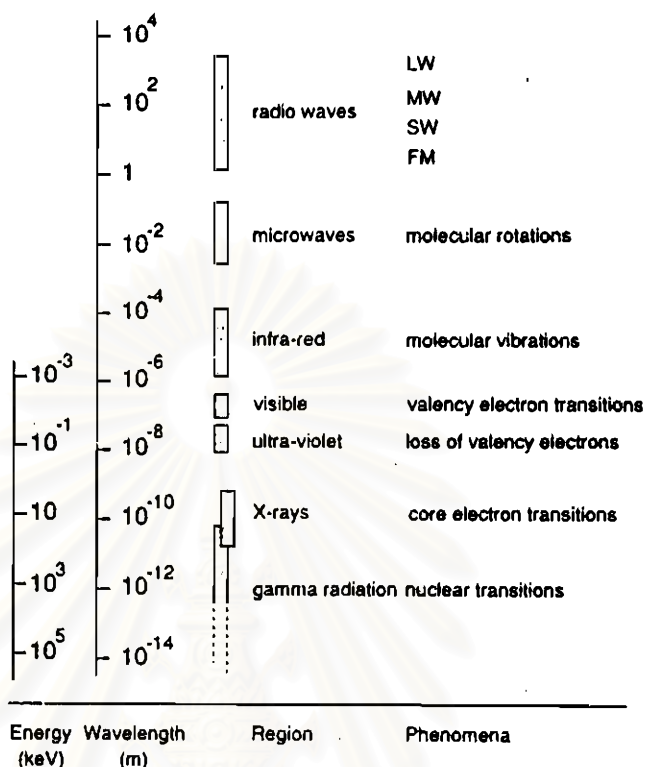 10^4
LW
10^2
MW
radio waves
SW
FM
1
10^-2 microwaves molecular rotations
10^-4
infra-red molecular vibrations
10^-3 10^-6
visible valency electron transitions
10^-1 10^-8 ultra-violet loss of valency electrons
10 10^-10 X-rays core electron transitions
10^3 10^-12 gamma radiation nuclear transitions
10^5 10^-14
Energy Wavelength Region Phenomena
(keV) (m)